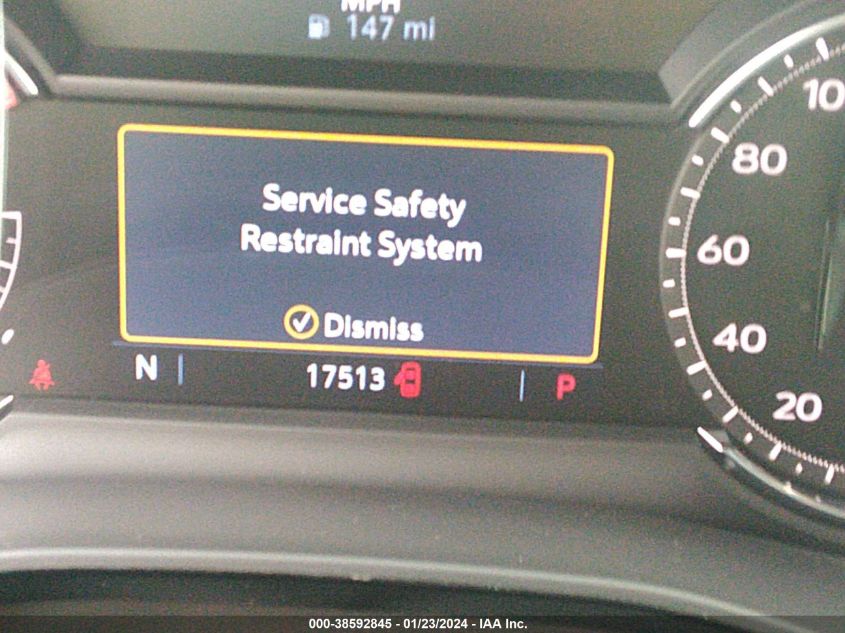 MPH
147 mi
Service Safety
Restraint System
Dismiss
N 17513 P
10
80
60
40
20
000-38592845 - 01/23/2024 - IAA Inc.